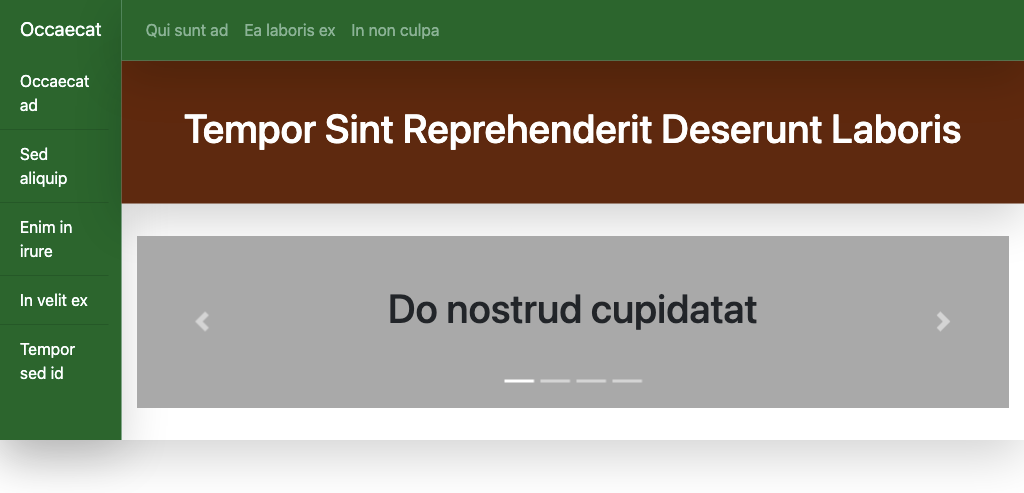 Occaecat
Qui sunt ad
Ea laboris ex
In non culpa
Occaecat
ad
Sed
aliquip
Enim in
irure
In velit ex
Tempor
sed id
Tempor Sint Reprehenderit Deserunt Laboris
Do nostrud cupidatat